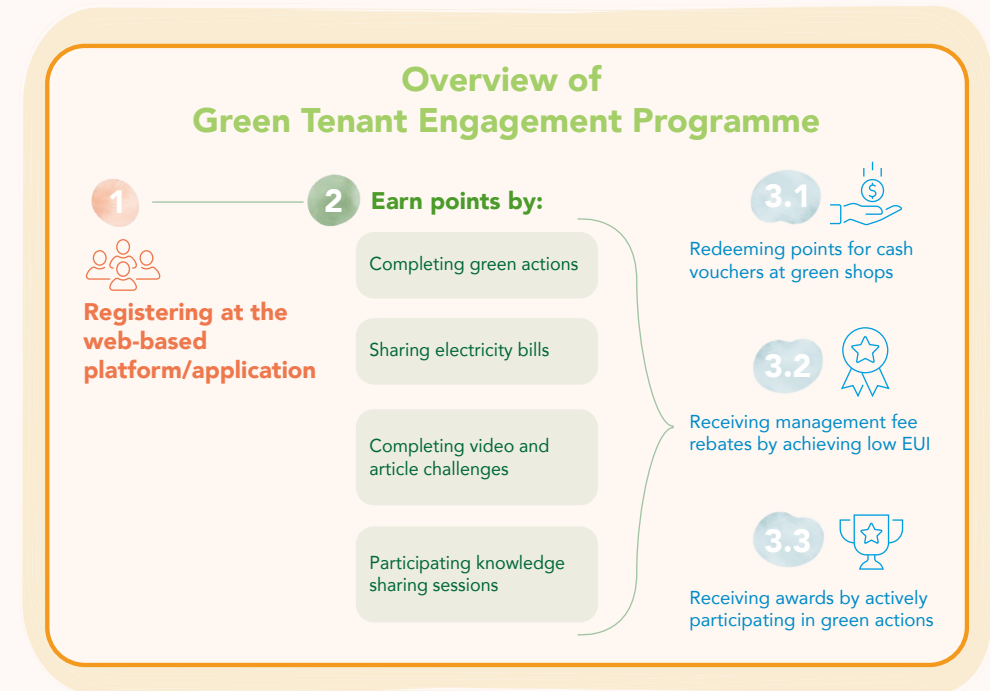 Overview of
Green Tenant Engagement Programme
1
Registering at the
web-based
platform/application
2
Earn points by:
Completing green actions
Sharing electricity bills
Completing video and
article challenges
Participating knowledge
sharing sessions
3.1
$
Redeeming points for cash
vouchers at green shops
3.2
Receiving management fee
rebates by achieving low EUI
3.3
Receiving awards by actively
participating in green actions